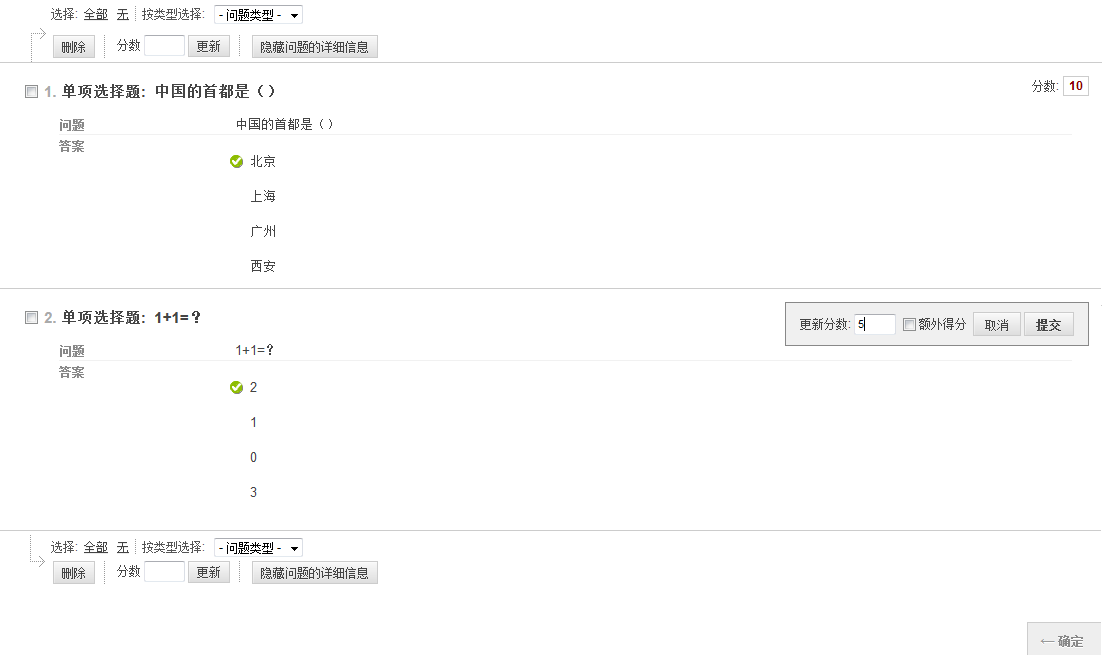 选择: 全部 无 按类型选择: - 问题类型 -
删除 分数 更新 隐藏问题的详细信息
1. 单项选择题: 中国的首都是（） 分数: 10
问题 中国的首都是（）
答案
北京
上海
广州
西安
2. 单项选择题: 1+1=？ 更新分数: 5 额外得分 取消 提交
问题 1+1=？
答案
2
1
0
3
选择: 全部 无 按类型选择: - 问题类型 -
删除 分数 更新 隐藏问题的详细信息
← 确定